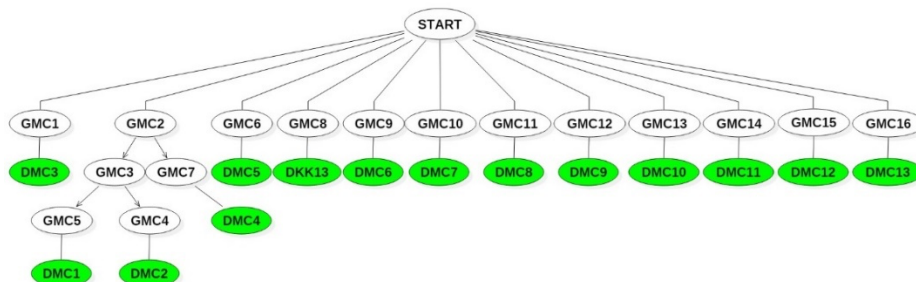 START
GMC1 GMC2 GMC6 GMC8 GMC9 GMC10 GMC11 GMC12 GMC13 GMC14 GMC15 GMC16
DMC3 GMC3 GMC7 DMC5 DKK13 DMC6 DMC7 DMC8 DMC9 DMC10 DMC11 DMC12 DMC13
GMC5 GMC4 DMC4
DMC1 DMC2